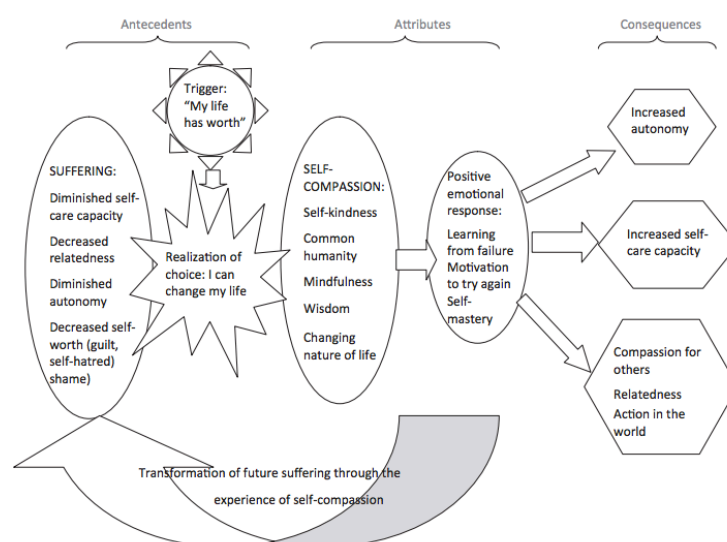 Antecedents
Attributes
Consequences
Trigger:
“My life
has worth”
SUFFERING:
Diminished self-
care capacity
Decreased
relatedness
Diminished
autonomy
Decreased self-
worth (guilt,
self-hatred)
shame)
Realization of
choice: I can
change my life
SELF-
COMPASSION:
Self-kindness
Common
humanity
Mindfulness
Wisdom
Changing
nature of life
Positive
emotional
response:
Learning
from failure
Motivation
to try again
Self-
mastery
Increased
autonomy
Increased self-
care capacity
Compassion for
others
Relatedness
Action in the
world
Transformation of future suffering through the
experience of self-compassion